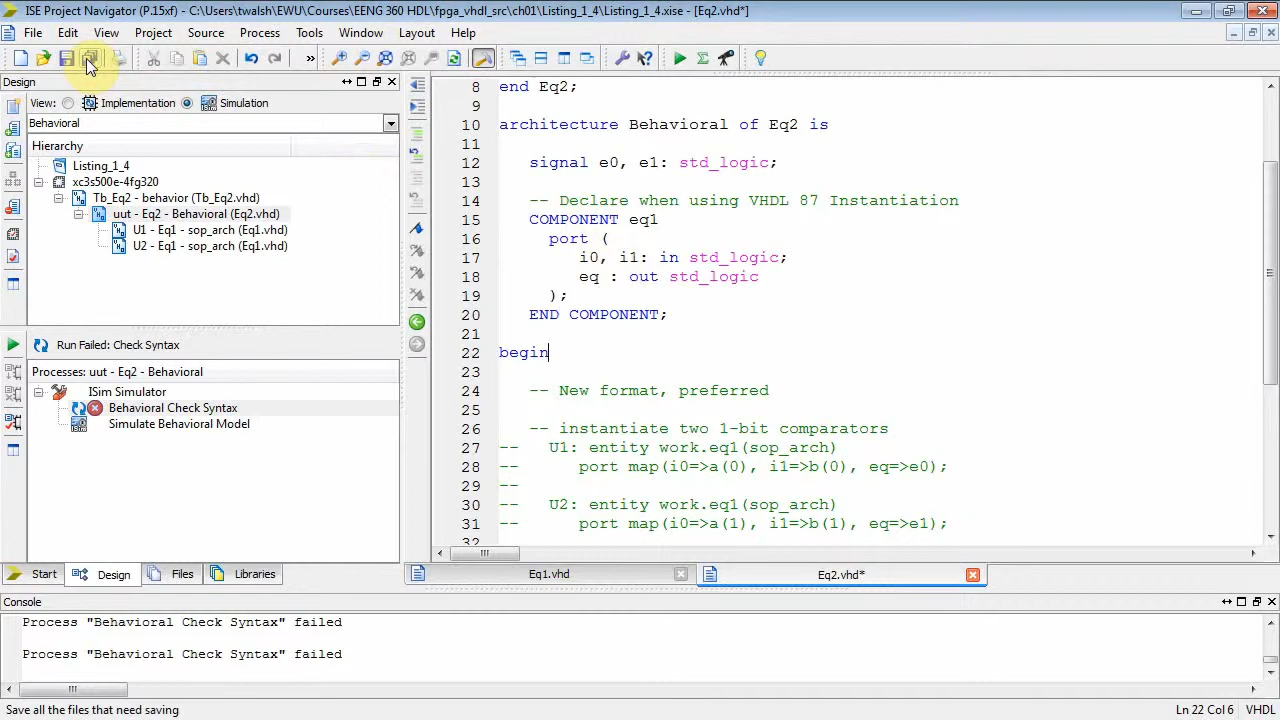 ISE Project Navigator (P.15xf) - C:\Users\twalsh\EWU\Courses\EENG 360 HDL\fpga_vhdl_src\ch01\Listing_1_4\Listing_1_4.xise - [Eq2.vhd*]
File Edit View Project Source Process Tools Window Layout Help
»
Design
View: Implementation Simulation
Behavioral
Hierarchy
Listing_1_4
xc3s500e-4fg320
Tb_Eq2 - Behavior (Tb_Eq2.vhd)
uut - Eq2 - Behavioral (Eq2.vhd)
U1 - Eq1 - sop_arch (Eq1.vhd)
U2 - Eq1 - sop_arch (Eq1.vhd)
Run Failed: Check Syntax
Processes: uut - Eq2 - Behavioral
ISim Simulator
Behavioral Check Syntax
Simulate Behavioral Model
Start Design Files Libraries
8 end Eq2;
9
10 architecture Behavioral of Eq2 is
11
12 signal e0, e1: std_logic;
13
14 -- Declare when using VHDL 87 Instantiation
15 COMPONENT eq1
16 port (
17 i0, i1: in std_logic;
18 eq : out std_logic
19 );
20 END COMPONENT;
21
22 begin
23
24 -- New format, preferred
25
26 -- instantiate two 1-bit comparators
27 -- U1: entity work.eq1(sop_arch)
28 -- port map(i0=>a(0), i1=>b(0), eq=>e0);
29 --
30 -- U2: entity work.eq1(sop_arch)
31 -- port map(i0=>a(1), i1=>b(1), eq=>e1);
32
Eq1.vhd Eq2.vhd*
Console
Process "Behavioral Check Syntax" failed
Process "Behavioral Check Syntax" failed
Save all the files that need saving
Ln 22 Col 6 VHDL